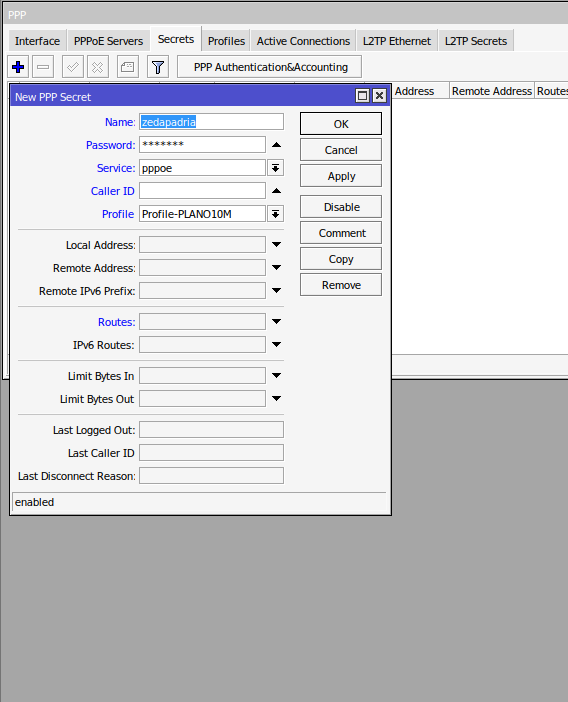 PPP
Interface PPPoE Servers Secrets Profiles Active Connections L2TP Ethernet L2TP Secrets
PPP Authentication&Accounting
Address Remote Address Routes
New PPP Secret
Name: zedapadria
Password: *******
Service: pppoe
Caller ID
Profile Profile-PLANO10M
Local Address:
Remote Address:
Remote IPv6 Prefix:
Routes:
IPv6 Routes:
Limit Bytes In
Limit Bytes Out
Last Logged Out:
Last Caller ID
Last Disconnect Reason:
enabled
OK
Cancel
Apply
Disable
Comment
Copy
Remove